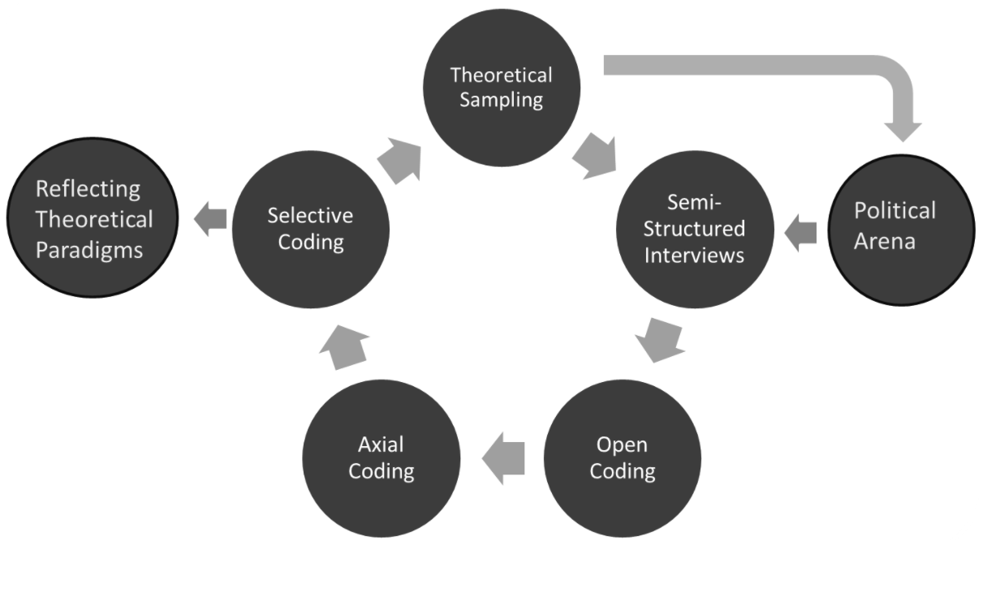 Theoretical
Sampling
Reflecting
Theoretical
Paradigms
Selective
Coding
Semi-
Structured
Interviews
Political
Arena
Axial
Coding
Open
Coding